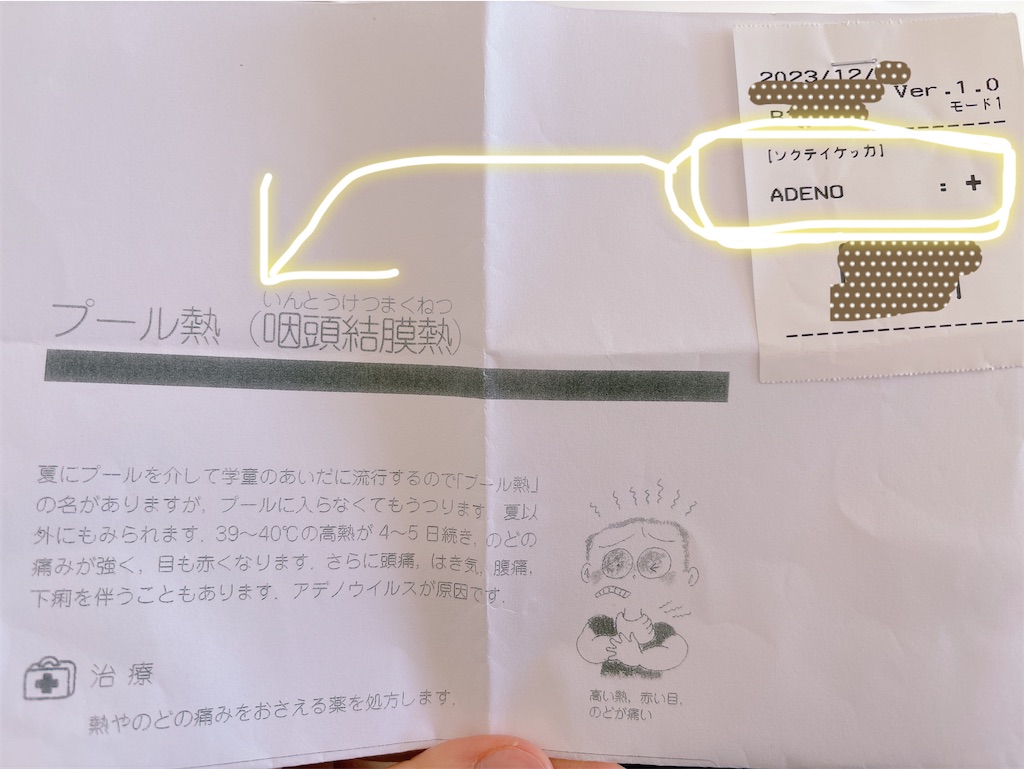 2023/12/
Ver.1.0
モード1
[ソクテイケッカ]
ADENO : +
いんとうけつまくねつ
プール熱 (咽頭結膜熱)
夏にプールを介して学童のあいだに流行するので「プール熱」
の名がありますが，プールに入らなくてもうつります．夏以
外にもみられます．39～40℃の高熱が4～5日続き，のどの
痛みが強く，目も赤くなります．さらに頭痛，はき気，腹痛，
下痢を伴うこともあります．アデノウイルスが原因です．
治療
熱やのどの痛みをおさえる薬を処方します．
高い熱，赤い目，
のどが痛い